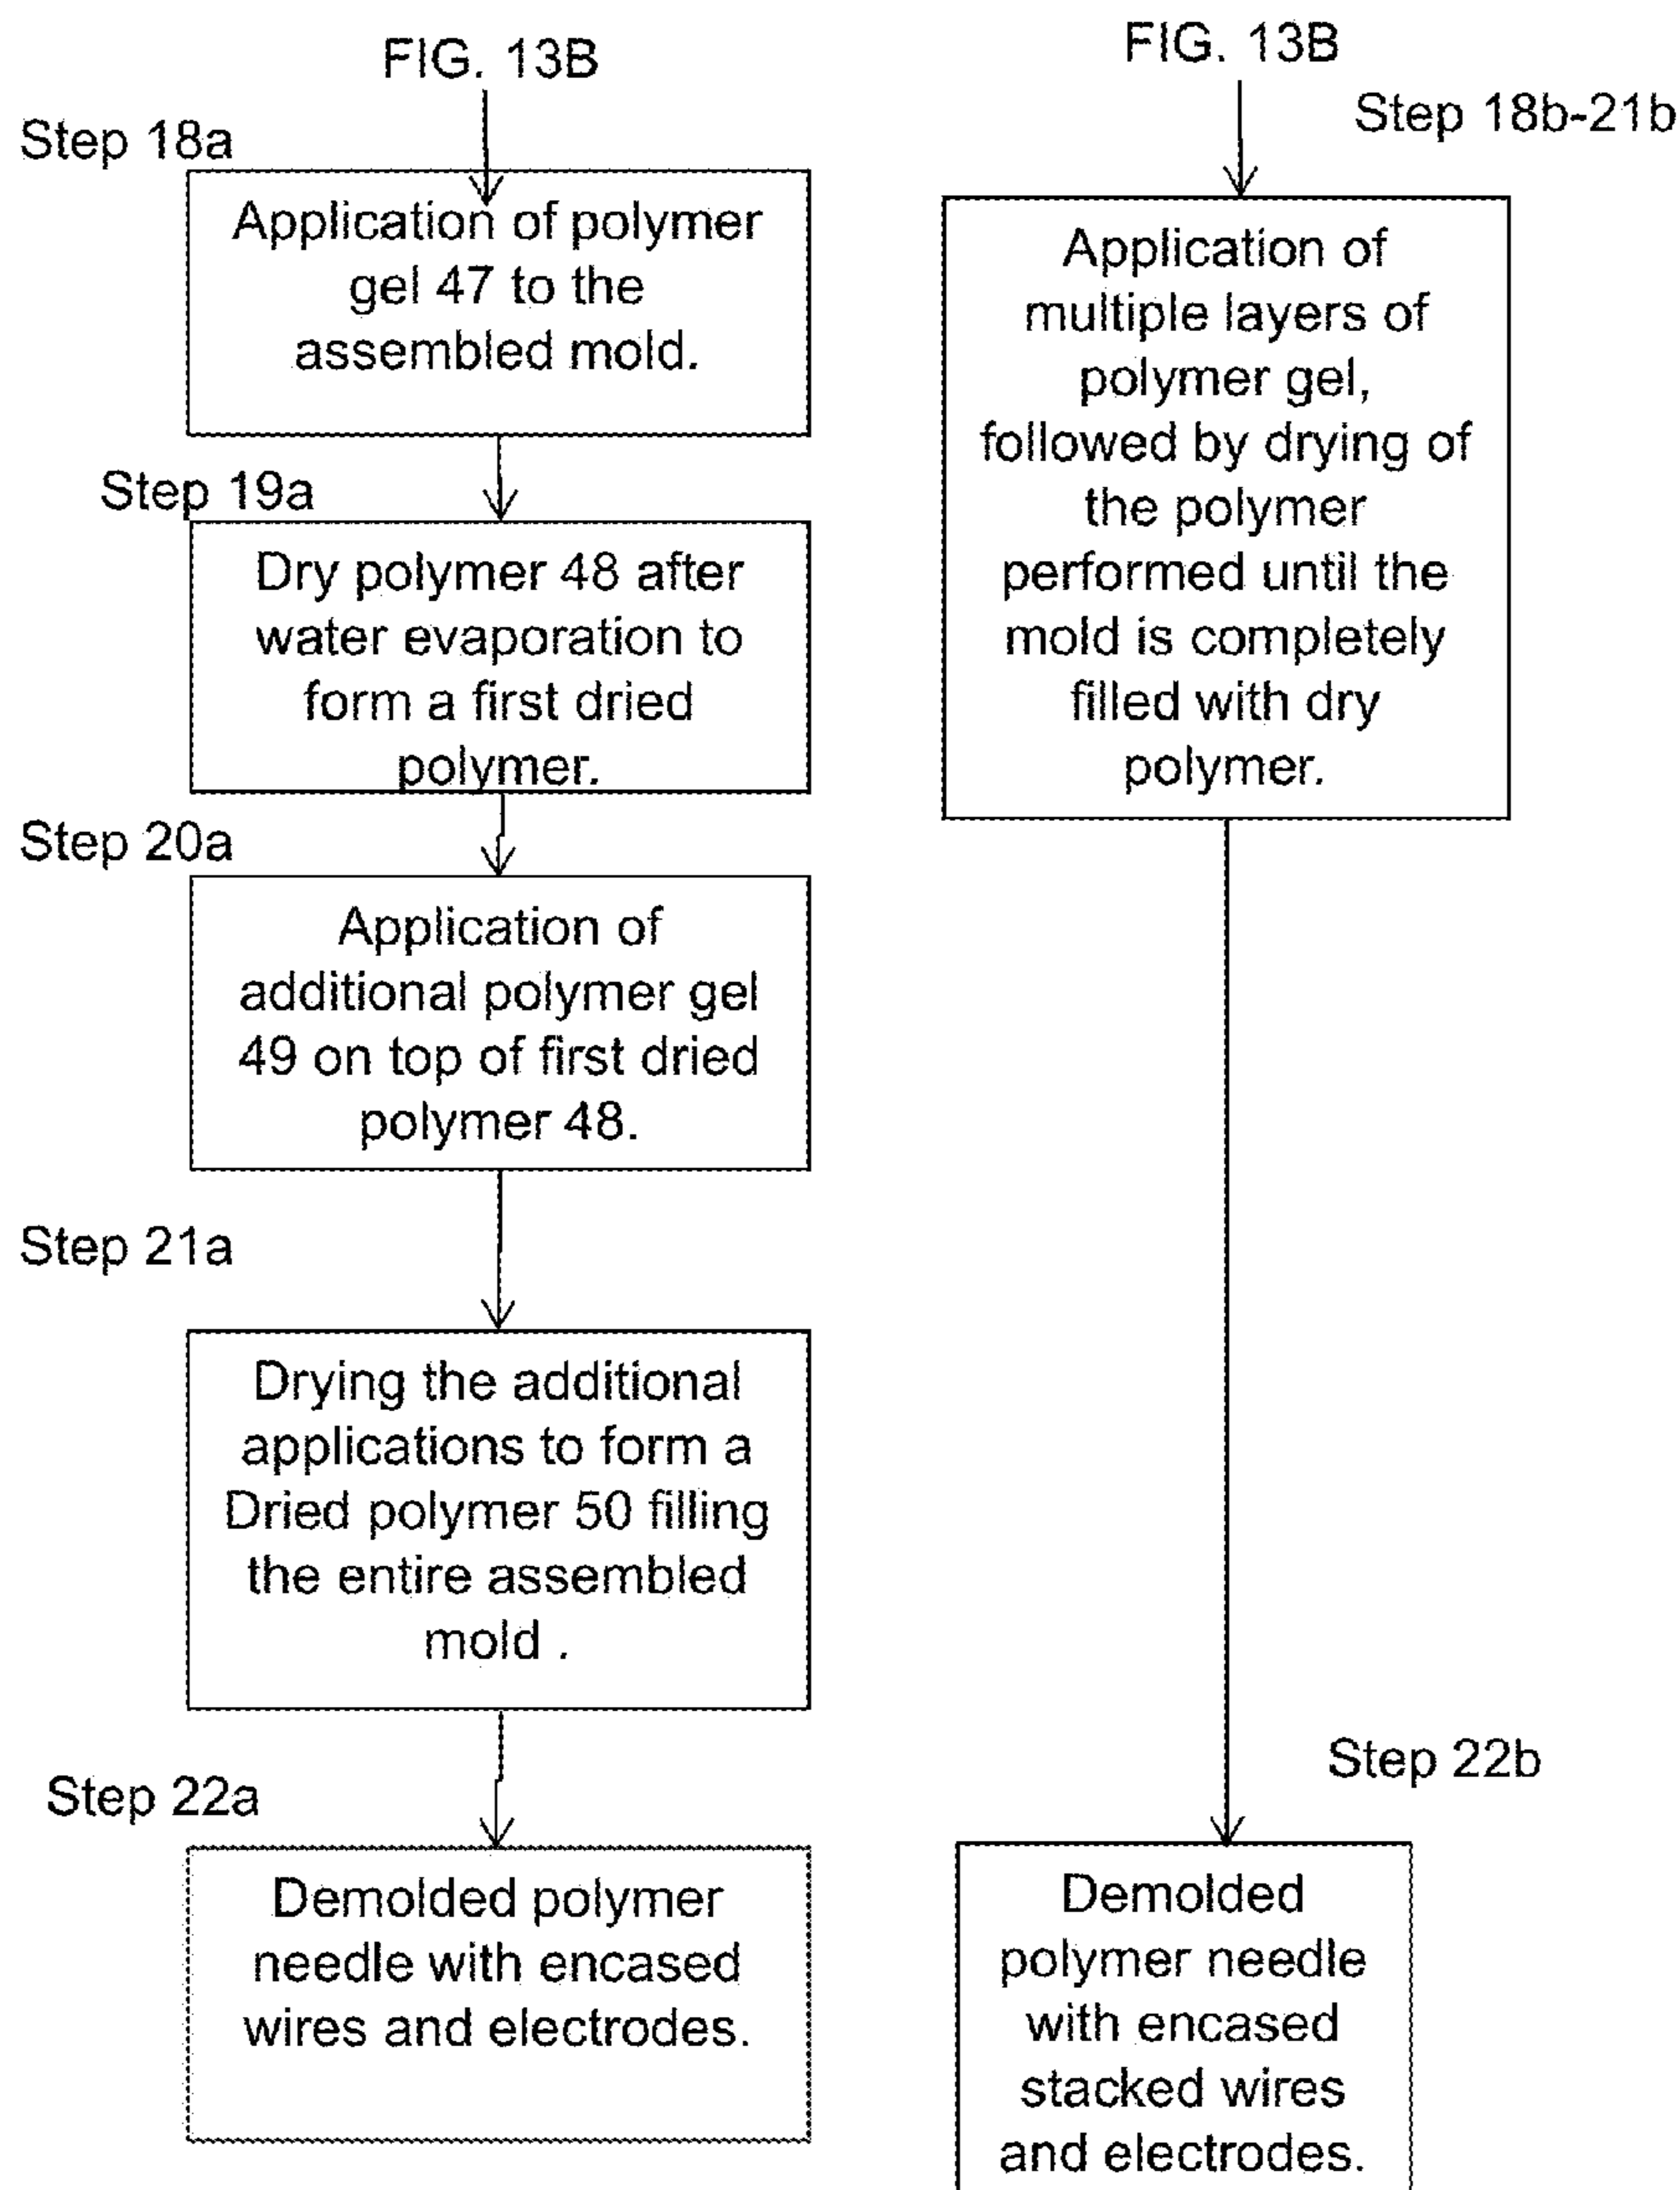 FIG. 13B
Step 18a
Application of polymer
gel 47 to the
assembled mold.
Step 19a
Dry polymer 48 after
water evaporation to
form a first dried
polymer.
Step 20a
Application of
additional polymer gel
49 on top of first dried
polymer 48.
Step 21a
Drying the additional
applications to form a
Dried polymer 50 filling
the entire assembled
mold .
Step 22a
Demolded polymer
needle with encased
wires and electrodes.
FIG. 13B
Step 18b-21b
Application of
multiple layers of
polymer gel,
followed by drying of
the polymer
performed until the
mold is completely
filled with dry
polymer.
Step 22b
Demolded
polymer needle
with encased
stacked wires
and electrodes.